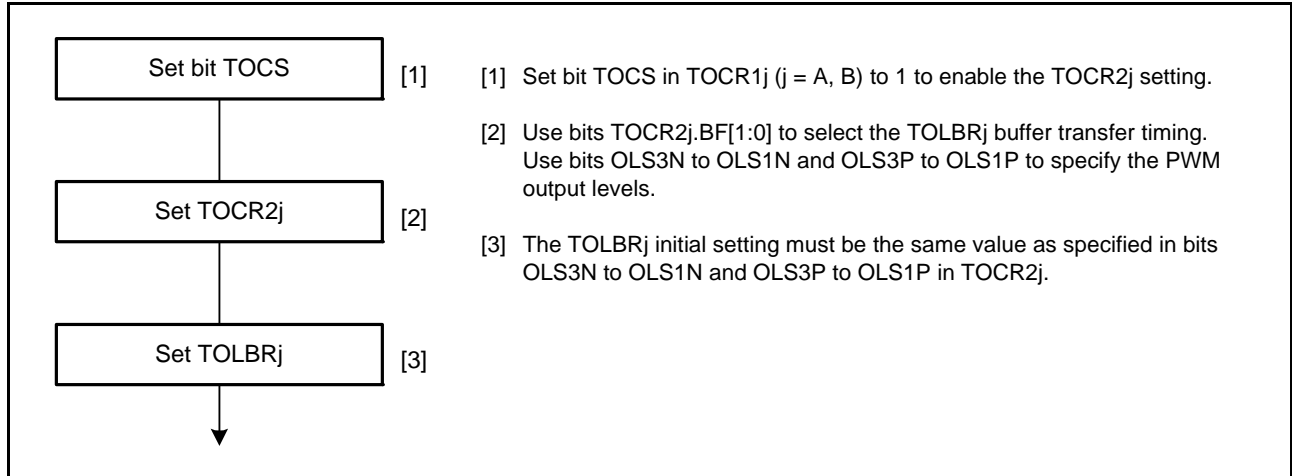 Set bit TOCS
[1]
[1] Set bit TOCS in TOCR1j (j = A, B) to 1 to enable the TOCR2j setting.
[2] Use bits TOCR2j.BF[1:0] to select the TOLBRj buffer transfer timing.
Use bits OLS3N to OLS1N and OLS3P to OLS1P to specify the PWM
output levels.
Set TOCR2j
[2]
[3] The TOLBRj initial setting must be the same value as specified in bits
OLS3N to OLS1N and OLS3P to OLS1P in TOCR2j.
Set TOLBRj
[3]